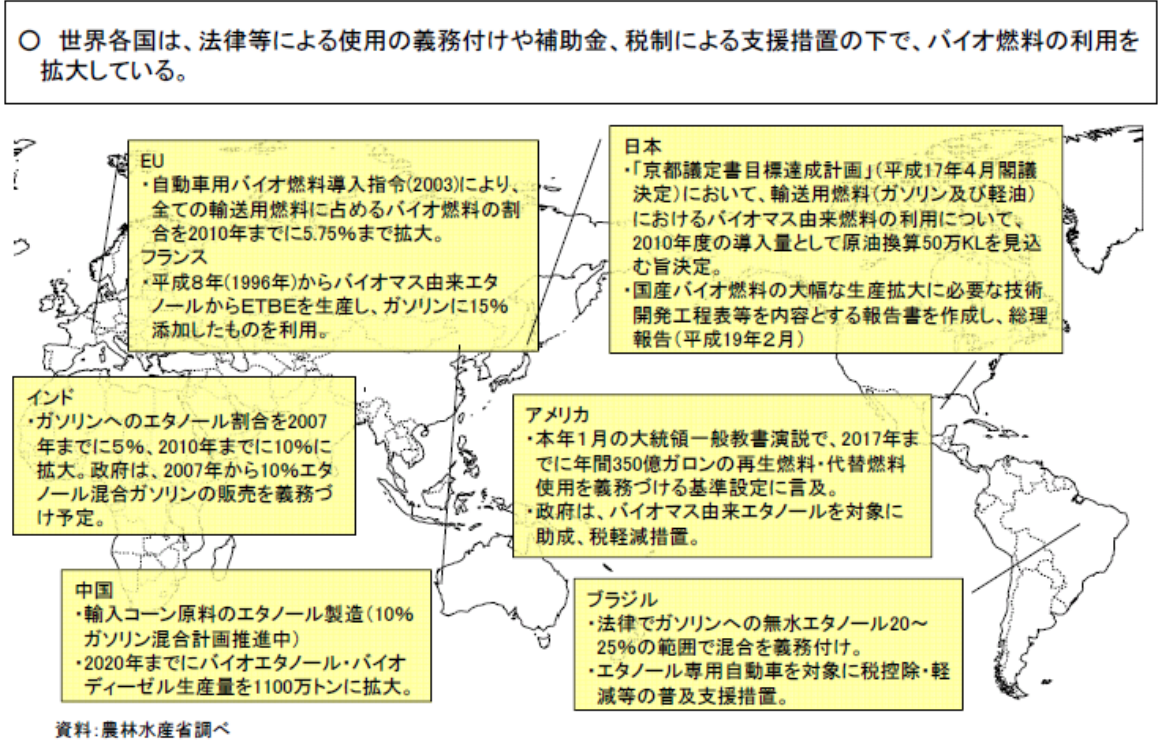 ○ 世界各国は、法律等による使用の義務付けや補助金、税制による支援措置の下で、バイオ燃料の利用を
拡大している。
EU
・自動車用バイオ燃料導入指令(2003)により、
全ての輸送用燃料に占めるバイオ燃料の割
合を2010年までに5.75%まで拡大。
フランス
・平成8年(1996年)からバイオマス由来エタ
ノールからETBEを生産し、ガソリンに15%
添加したものを利用。
日本
・「京都議定書目標達成計画」(平成17年4月閣議
決定)において、輸送用燃料(ガソリン及び軽油)
におけるバイオマス由来燃料の利用について、
2010年度の導入量として原油換算50万KLを見込
む旨決定。
・国産バイオ燃料の大幅な生産拡大に必要な技術
開発工程表等を内容とする報告書を作成し、総理
報告(平成19年2月)
インド
・ガソリンへのエタノール割合を2007
年までに5%、2010年までに10%に
拡大。政府は、2007年から10%エタ
ノール混合ガソリンの販売を義務づ
け予定。
アメリカ
・本年1月の大統領一般教書演説で、2017年ま
でに年間350億ガロンの再生燃料・代替燃料
使用を義務づける基準設定に言及。
・政府は、バイオマス由来エタノールを対象に
助成、税軽減措置。
中国
・輸入コーン原料のエタノール製造(10%
ガソリン混合計画推進中)
・2020年までにバイオエタノール・バイオ
ディーゼル生産量を1100万トンに拡大。
ブラジル
・法律でガソリンへの無水エタノール20~
25%の範囲で混合を義務付け。
・エタノール専用自動車を対象に税控除・軽
減等の普及支援措置。
資料:農林水産省調べ